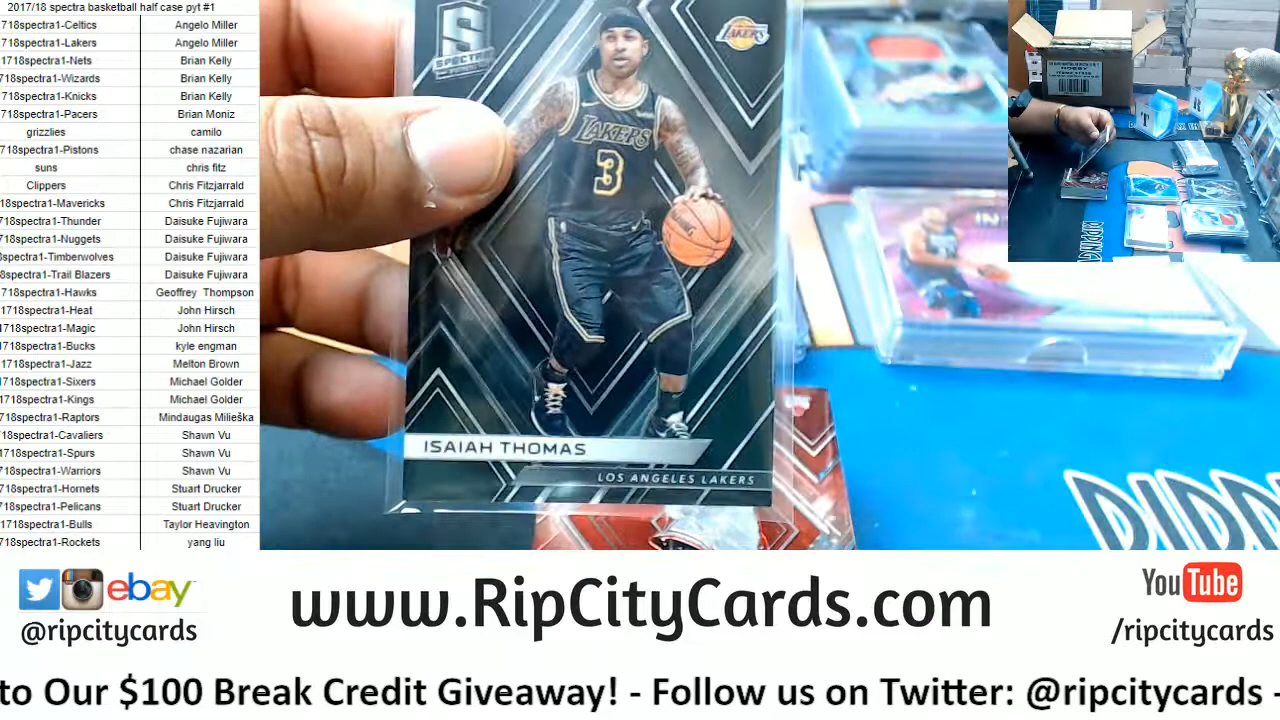 2017/18 spectra basketball half case pyt #1
718spectra1-Celtics Angelo Miller
718spectra1-Lakers Angelo Miller
1718spectra1-Nets Brian Kelly
718spectra1-Wizards Brian Kelly
718spectra1-Knicks Brian Kelly
718spectra1-Pacers Brian Moniz
grizzlies camilo
718spectra1-Pistons chase nazarian
suns chris fitz
Clippers Chris Fitzjarrald
18spectra1-Mavericks Chris Fitzjarrald
718spectra1-Thunder Daisuke Fujiwara
718spectra1-Nuggets Daisuke Fujiwara
spectra1-Timberwolves Daisuke Fujiwara
8spectra1-Trail Blazers Daisuke Fujiwara
718spectra1-Hawks Geoffrey Thompson
1718spectra1-Heat John Hirsch
1718spectra1-Magic John Hirsch
1718spectra1-Bucks kyle engman
1718spectra1-Jazz Melton Brown
718spectra1-Sixers Michael Golder
718spectra1-Kings Michael Golder
718spectra1-Raptors Mindaugas Milieška
718spectra1-Cavaliers Shawn Vu
718spectra1-Spurs Shawn Vu
718spectra1-Warriors Shawn Vu
718spectra1-Hornets Stuart Drucker
718spectra1-Pelicans Stuart Drucker
1718spectra1-Bulls Taylor Heavington
718spectra1-Rockets yang liu
S
SPECTRA
LAKERS
LAKERS
3
ISAIAH THOMAS
LOS ANGELES LAKERS
T
R
ebay
@ripcitycards
www.RipCityCards.com
YouTube
/ripcitycards
to Our $100 Break Credit Giveaway! - Follow us on Twitter: @ripcitycards -